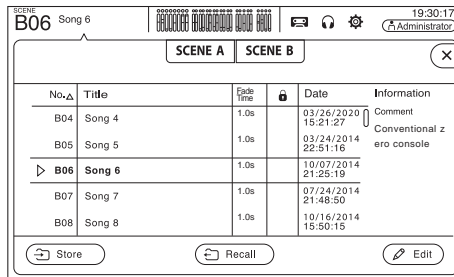 SCENE
B06 Song 6
19:30:17
Administrator
SCENE A SCENE B
No. Title Fade Time Date Information
B04 Song 4 1.0s 03/26/2020 15:21:27
Comment
Conventional z
ero console
B05 Song 5 1.0s 03/24/2014 22:51:16
B06 Song 6 1.0s 10/07/2014 21:25:19
B07 Song 7 1.0s 07/24/2014 21:48:50
B08 Song 8 1.0s 10/16/2014 15:50:15
Store Recall Edit